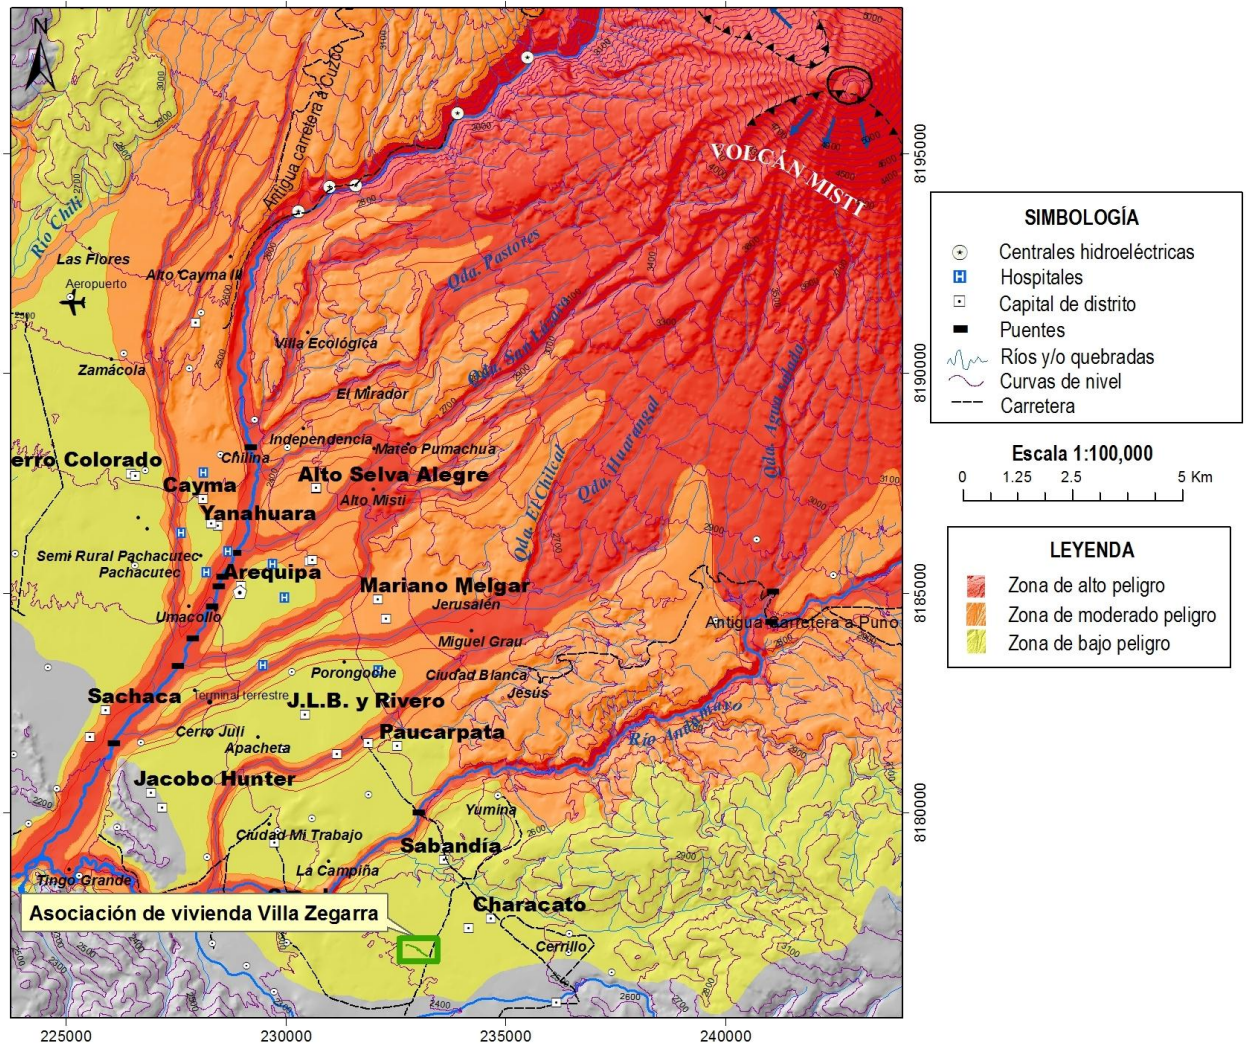 N
VOLCÁN MISTI
Antigua carretera a Cuzco
Río Chili
Las Flores
Aeropuerto
Alto Cayma II
Qda. Pastores
Villa Ecológica
Qda. San Lázaro
Zamácola
El Mirador
Qda. Agua salada
Qda. Huarangal
Independencia
Mateo Pumachua
Chilina
erro Colorado
Cayma
Alto Selva Alegre
Alto Misti
Qda. El Chilcal
Yanahuara
Semi Rural Pachacutec
Pachacutec
Arequipa
Mariano Melgar
Jerusalén
Umacollo
Miguel Grau
Antigua Carretera a Puno
Porongoche
Ciudad Blanca
Jesús
Sachaca
Terminal terrestre
J.L.B. y Rivero
Cerro Juli
Apacheta
Paucarpata
Río Andamayo
Jacobo Hunter
Yumina
Ciudad Mi Trabajo
Sabandía
La Campiña
Tingo Grande
Characato
Asociación de vivienda Villa Zegarra
Cerrillo
8195000
8190000
8185000
8180000
225000
230000
235000
240000
SIMBOLOGÍA
Centrales hidroeléctricas
H Hospitales
Capital de distrito
Puentes
Ríos y/o quebradas
Curvas de nivel
Carretera
Escala 1:100,000
0 1.25 2.5 5 Km
LEYENDA
Zona de alto peligro
Zona de moderado peligro
Zona de bajo peligro